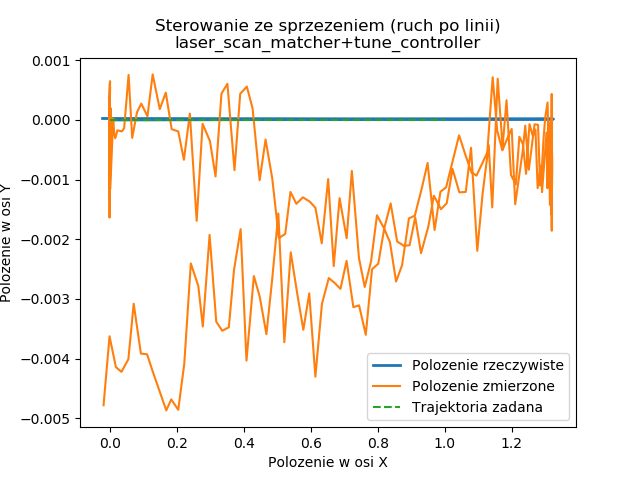 Sterowanie ze sprzezeniem (ruch po linii)
laser_scan_matcher+tune_controller
Polozenie w osi Y
0.001
0.000
−0.001
−0.002
−0.003
−0.004
−0.005
Polozenie rzeczywiste
Polozenie zmierzone
Trajektoria zadana
0.0 0.2 0.4 0.6 0.8 1.0 1.2
Polozenie w osi X